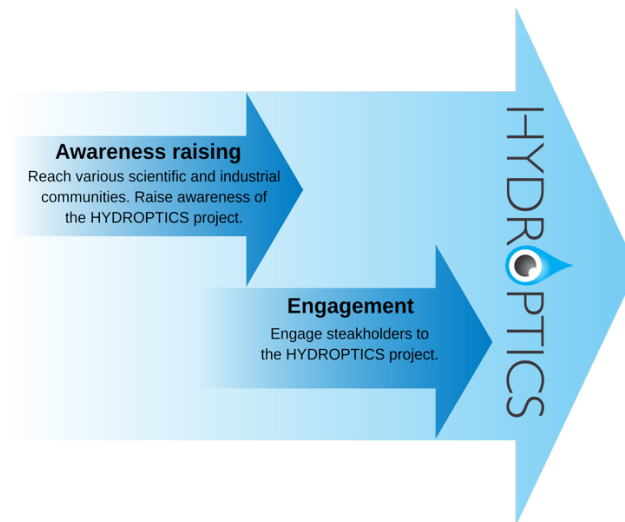 Awareness raising
Reach various scientific and industrial
communities. Raise awareness of
the HYDROPTICS project.
Engagement
Engage steakholders to
the HYDROPTICS project.
HYDROPTICS